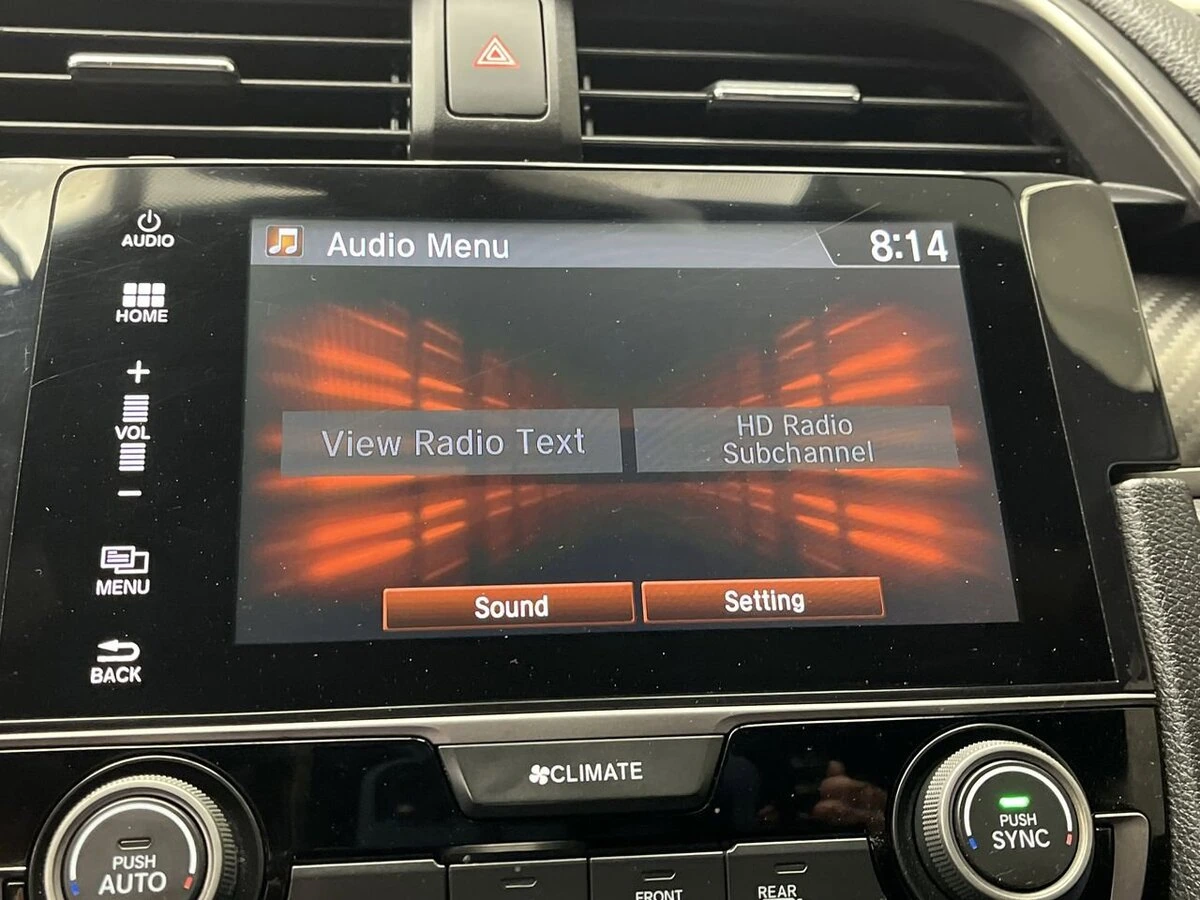 AUDIO
Audio Menu
8:14
HOME
+
VOL
−
View Radio Text
HD Radio
Subchannel
MENU
Sound
Setting
BACK
CLIMATE
PUSH
AUTO
PUSH
SYNC
FRONT
REAR